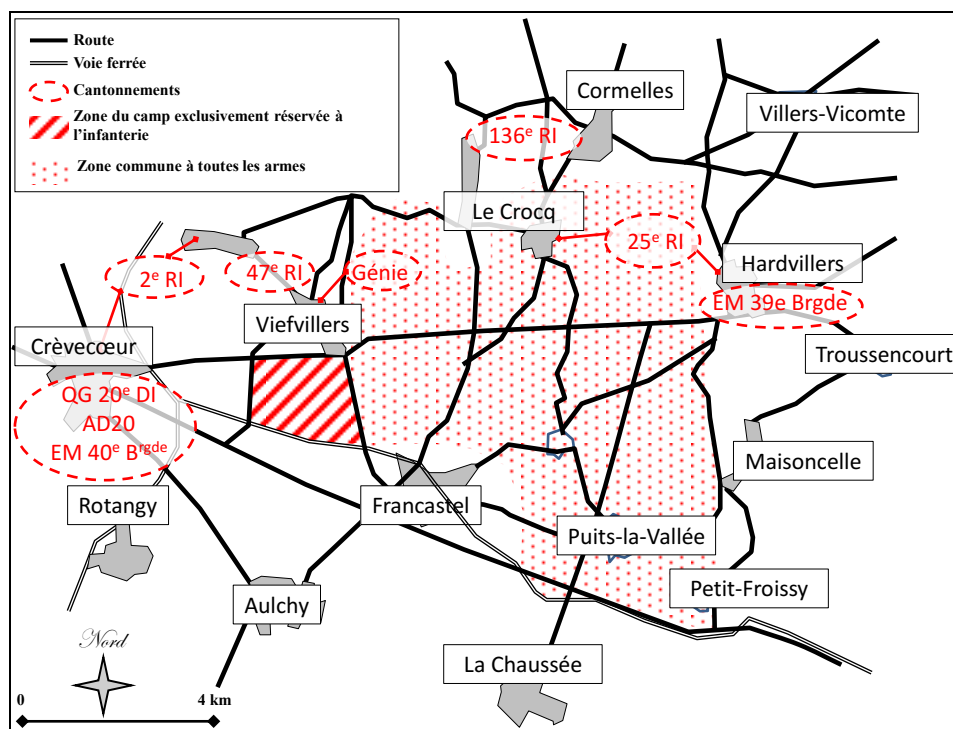 Route
Voie ferrée
Cantonnements
Zone du camp exclusivement réservée à
l'infanterie
Zone commune à toutes les armes
Cormelles
Villers-Vicomte
136e RI
Le Crocq
25e RI
Hardvillers
2e RI
47e RI
Génie
EM 39e Brgde
Viefvillers
Crèvecœur
Troussencourt
QG 20e DI
AD20
EM 40e Brgde
Maisoncelle
Rotangy
Francastel
Puits-la-Vallée
Petit-Froissy
Aulchy
La Chaussée
Nord
0 4 km